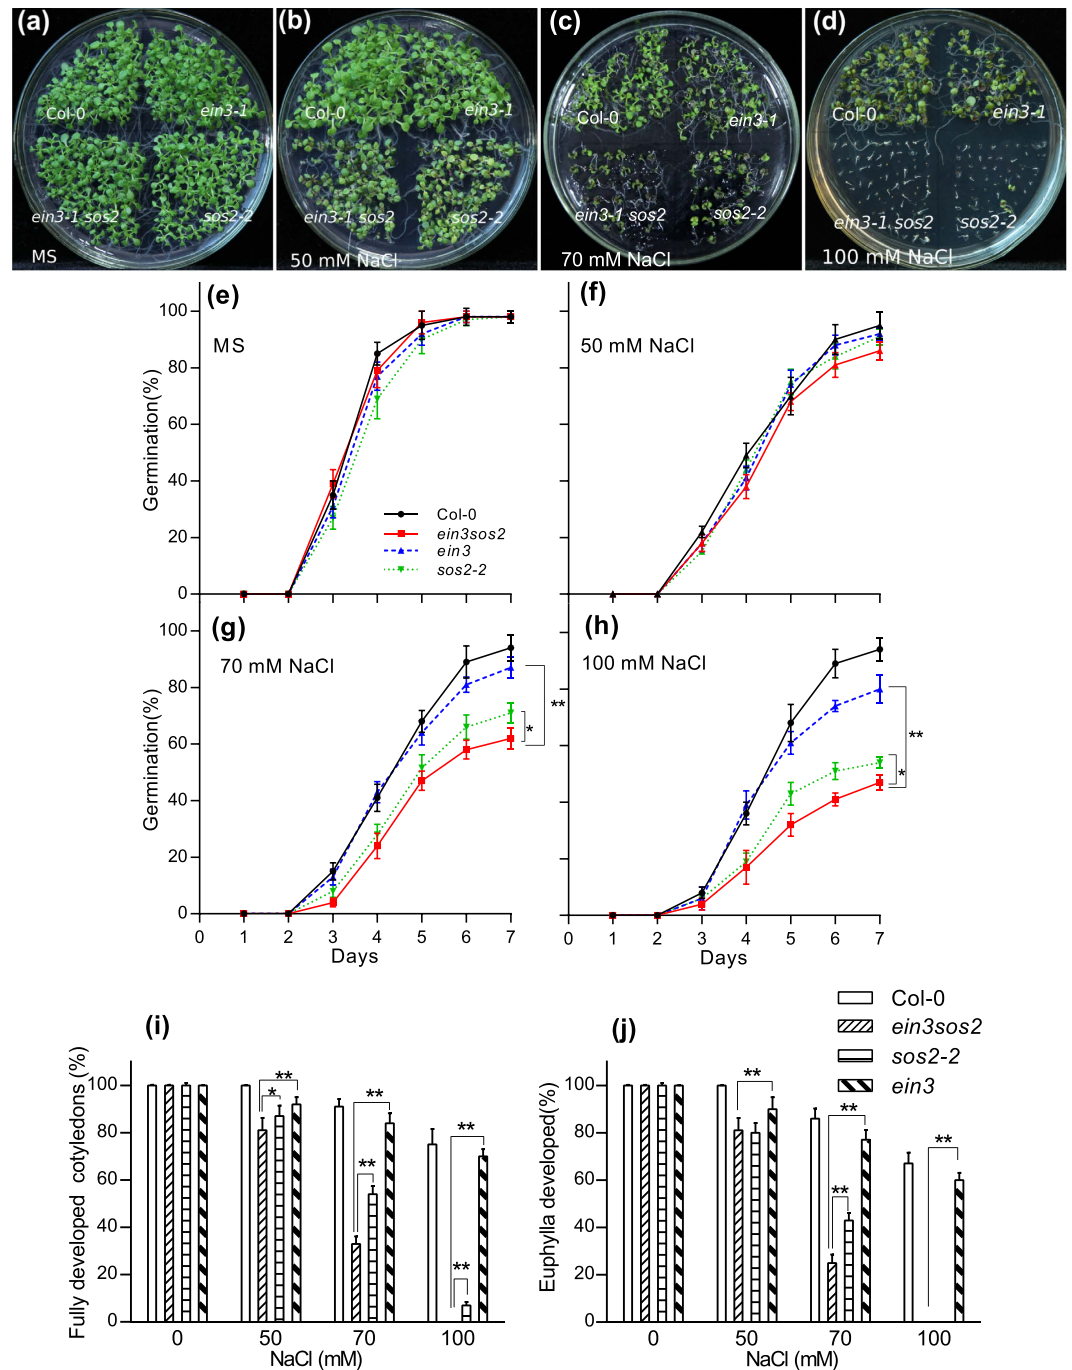 (a) (b) (c) (d)
Col-0 ein3-1 Col-0 ein3-1 Col-0 ein3-1 Col-0 ein3-1
ein3-1 sos2 sos2-2 ein3-1 sos2 sos2-2 ein3-1 sos2 sos2-2 ein3-1 sos2 sos2-2
MS 50 mM NaCl 70 mM NaCl 100 mM NaCl
(e)
MS
Germination(%)
100
80
60
40
20
0
Col-0
ein3sos2
ein3
sos2-2
(f)
50 mM NaCl
(g)
70 mM NaCl
Germination(%)
100
80
60
40
20
0
**
*
0 1 2 3 4 5 6 7
Days
(h)
100 mM NaCl
**
*
0 1 2 3 4 5 6 7
Days
(i)
Fully developed cotyledons (%)
100
80
60
40
20
0
**
*
**
**
**
**
0 50 70 100
NaCl (mM)
(j)
Col-0
ein3sos2
sos2-2
ein3
Euphylla developed(%)
100
80
60
40
20
0
**
**
**
**
0 50 70 100
NaCl (mM)